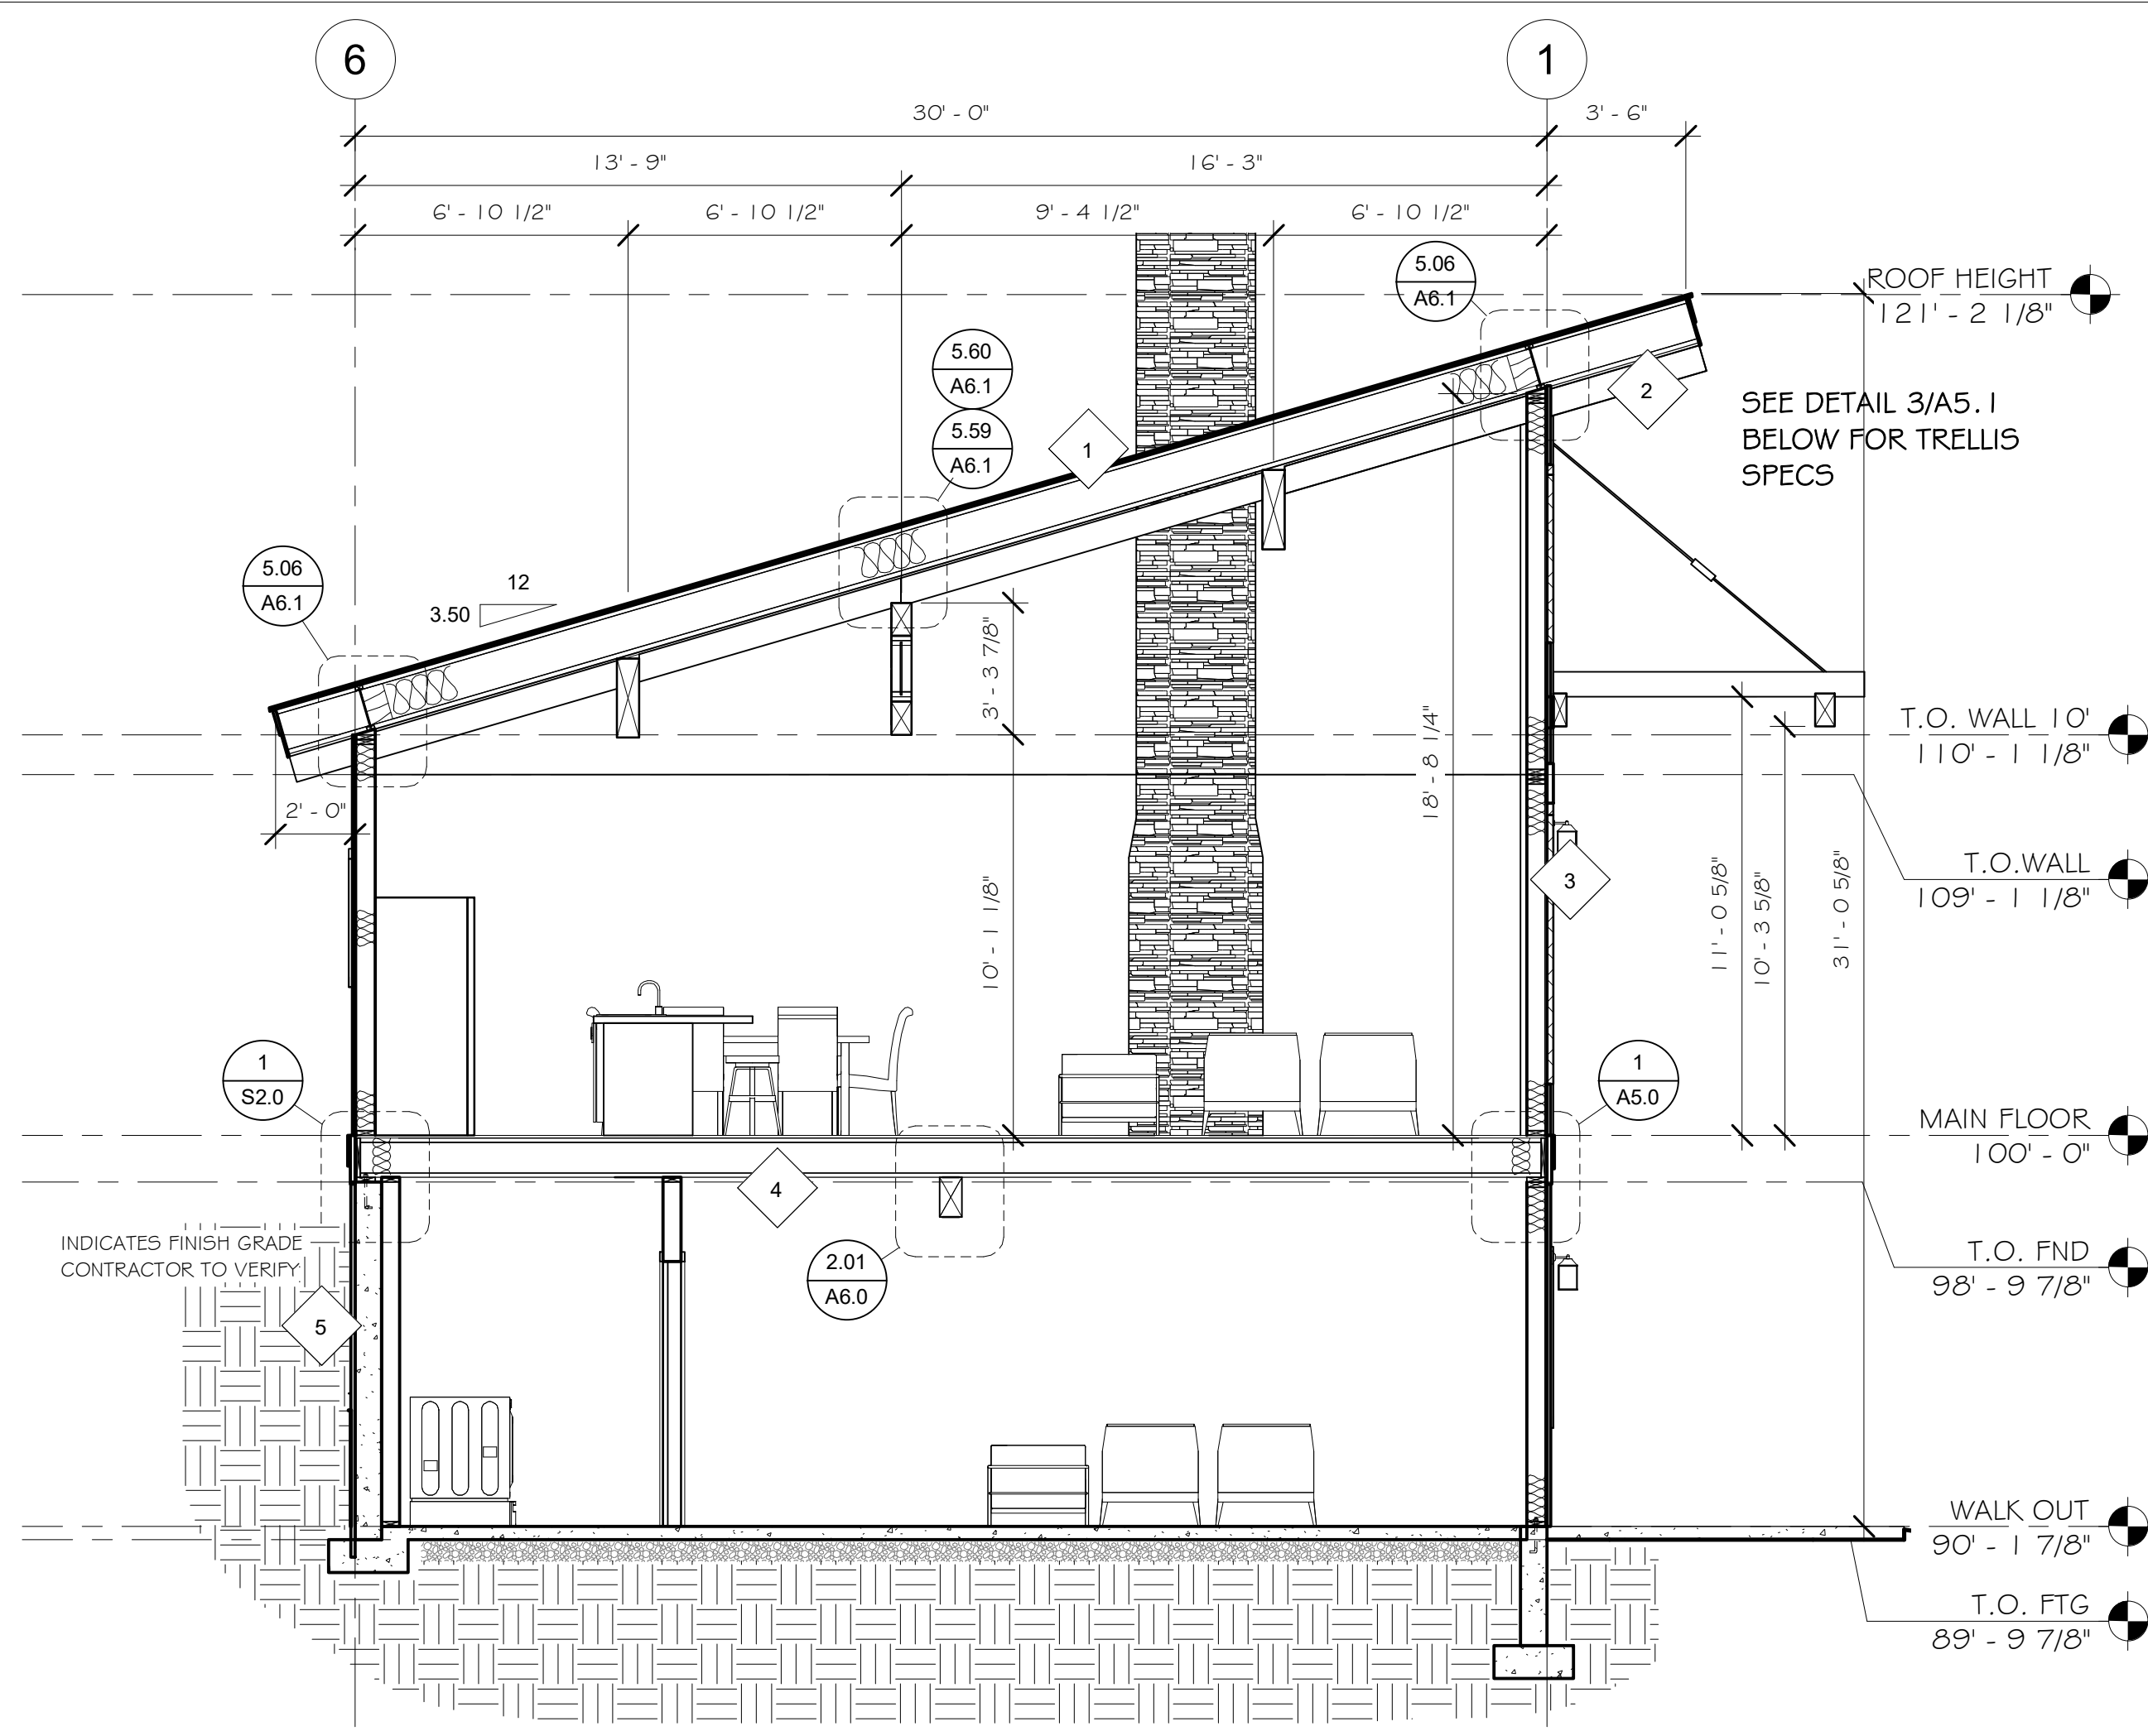 6
1
30' - 0"
3' - 6"
13' - 9"
16' - 3"
6' - 10 1/2"
6' - 10 1/2"
9' - 4 1/2"
6' - 10 1/2"
5.06
A6.1
ROOF HEIGHT
121' - 2 1/8"
5.60
A6.1
5.59
A6.1
1
2
SEE DETAIL 3/A5.1
BELOW FOR TRELLIS
SPECS
5.06
A6.1
12
3.50
3' - 3 7/8"
18' - 8 1/4"
T.O. WALL 10'
110' - 1 1/8"
2' - 0"
10' - 1 1/8"
3
11' - 0 5/8"
10' - 3 5/8"
31' - 0 5/8"
T.O.WALL
109' - 1 1/8"
1
S2.0
1
A5.0
MAIN FLOOR
100' - 0"
4
INDICATES FINISH GRADE
CONTRACTOR TO VERIFY
2.01
A6.0
T.O. FND
98' - 9 7/8"
5
WALK OUT
90' - 1 7/8"
T.O. FTG
89' - 9 7/8"